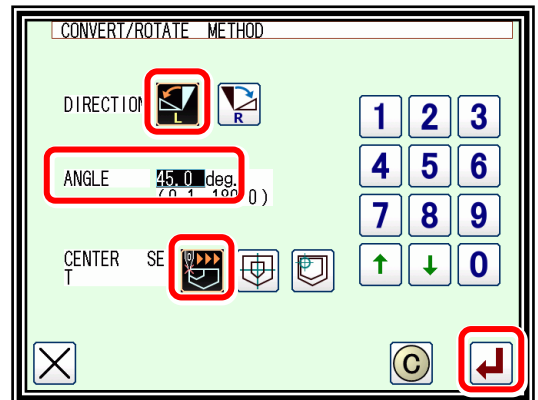 CONVERT/ROTATE METHOD
DIRECTION
L
R
1 2 3
ANGLE 45.0 deg.
4 5 6
7 8 9
CENTER SE
T
0
C